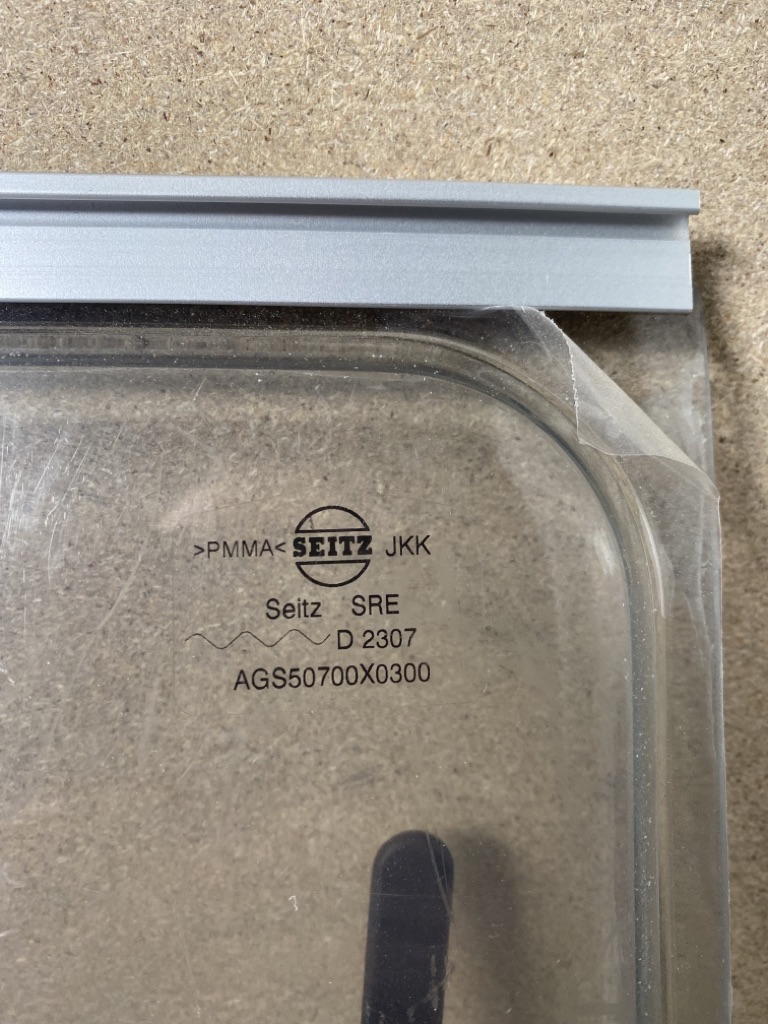 >PMMA< SEITZ JKK
Seitz SRE
D 2307
AGS50700X0300